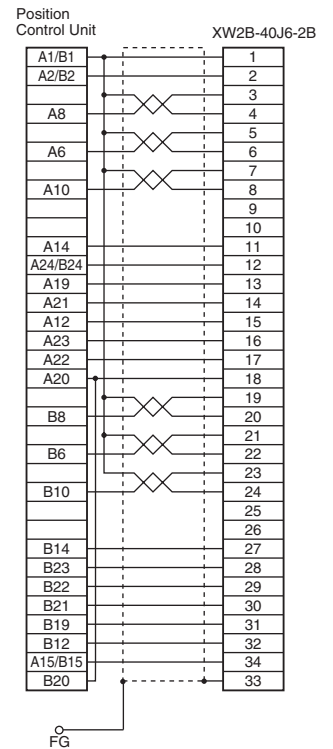 Position
Control Unit
XW2B-40J6-2B
A1/B1 1
A2/B2 2
3
A8 4
5
A6 6
7
A10 8
9
10
A14 11
A24/B24 12
A19 13
A21 14
A12 15
A23 16
A22 17
A20 18
19
B8 20
21
B6 22
23
B10 24
25
26
B14 27
B23 28
B22 29
B21 30
B19 31
B12 32
A15/B15 34
B20 33
FG